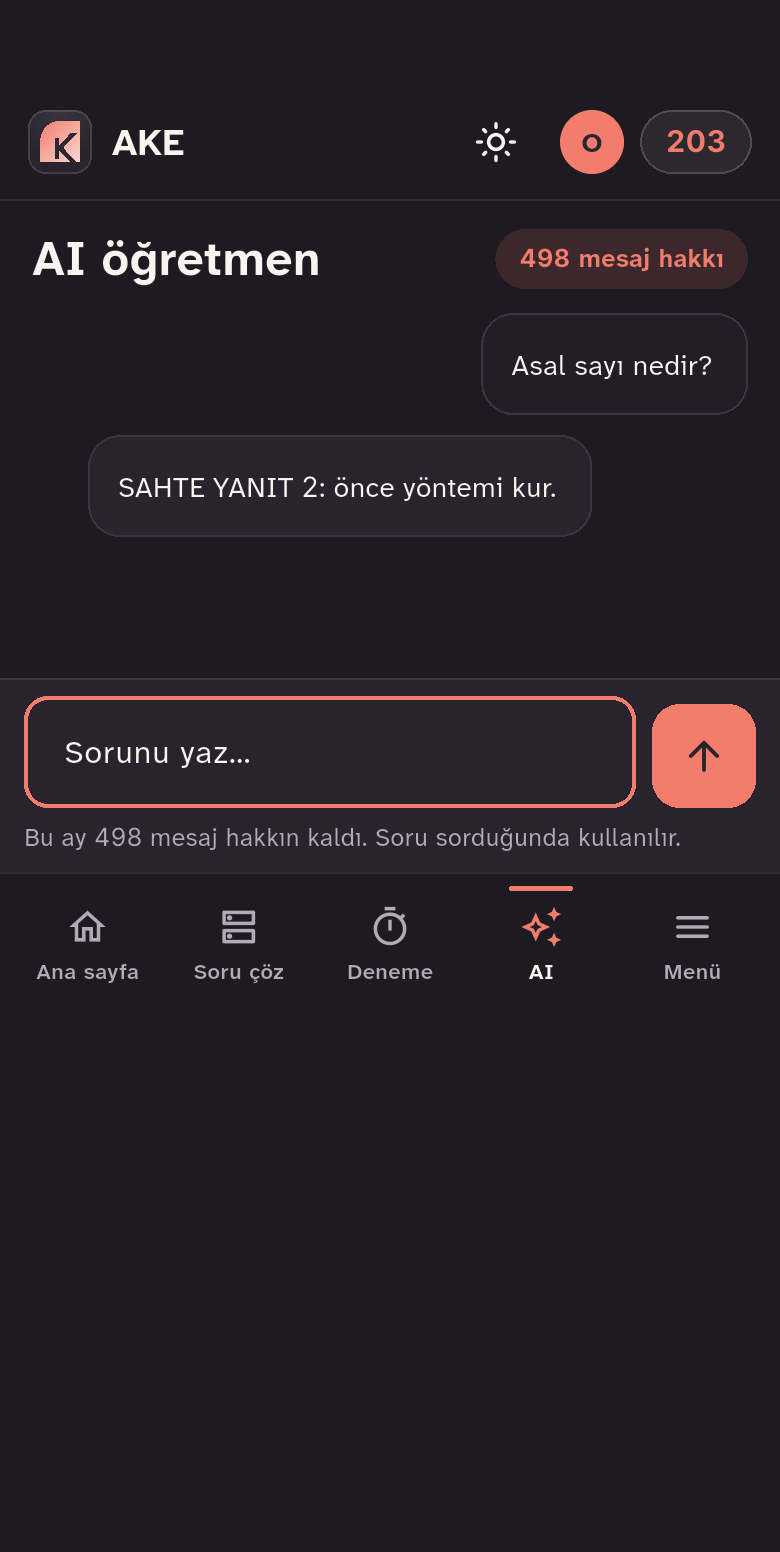 K AKE O 203
AI öğretmen 498 mesaj hakkı
Asal sayı nedir?
SAHTE YANIT 2: önce yöntemi kur.
Sorunu yaz...
Bu ay 498 mesaj hakkın kaldı. Soru sorduğunda kullanılır.
Ana sayfa Soru çöz Deneme AI Menü